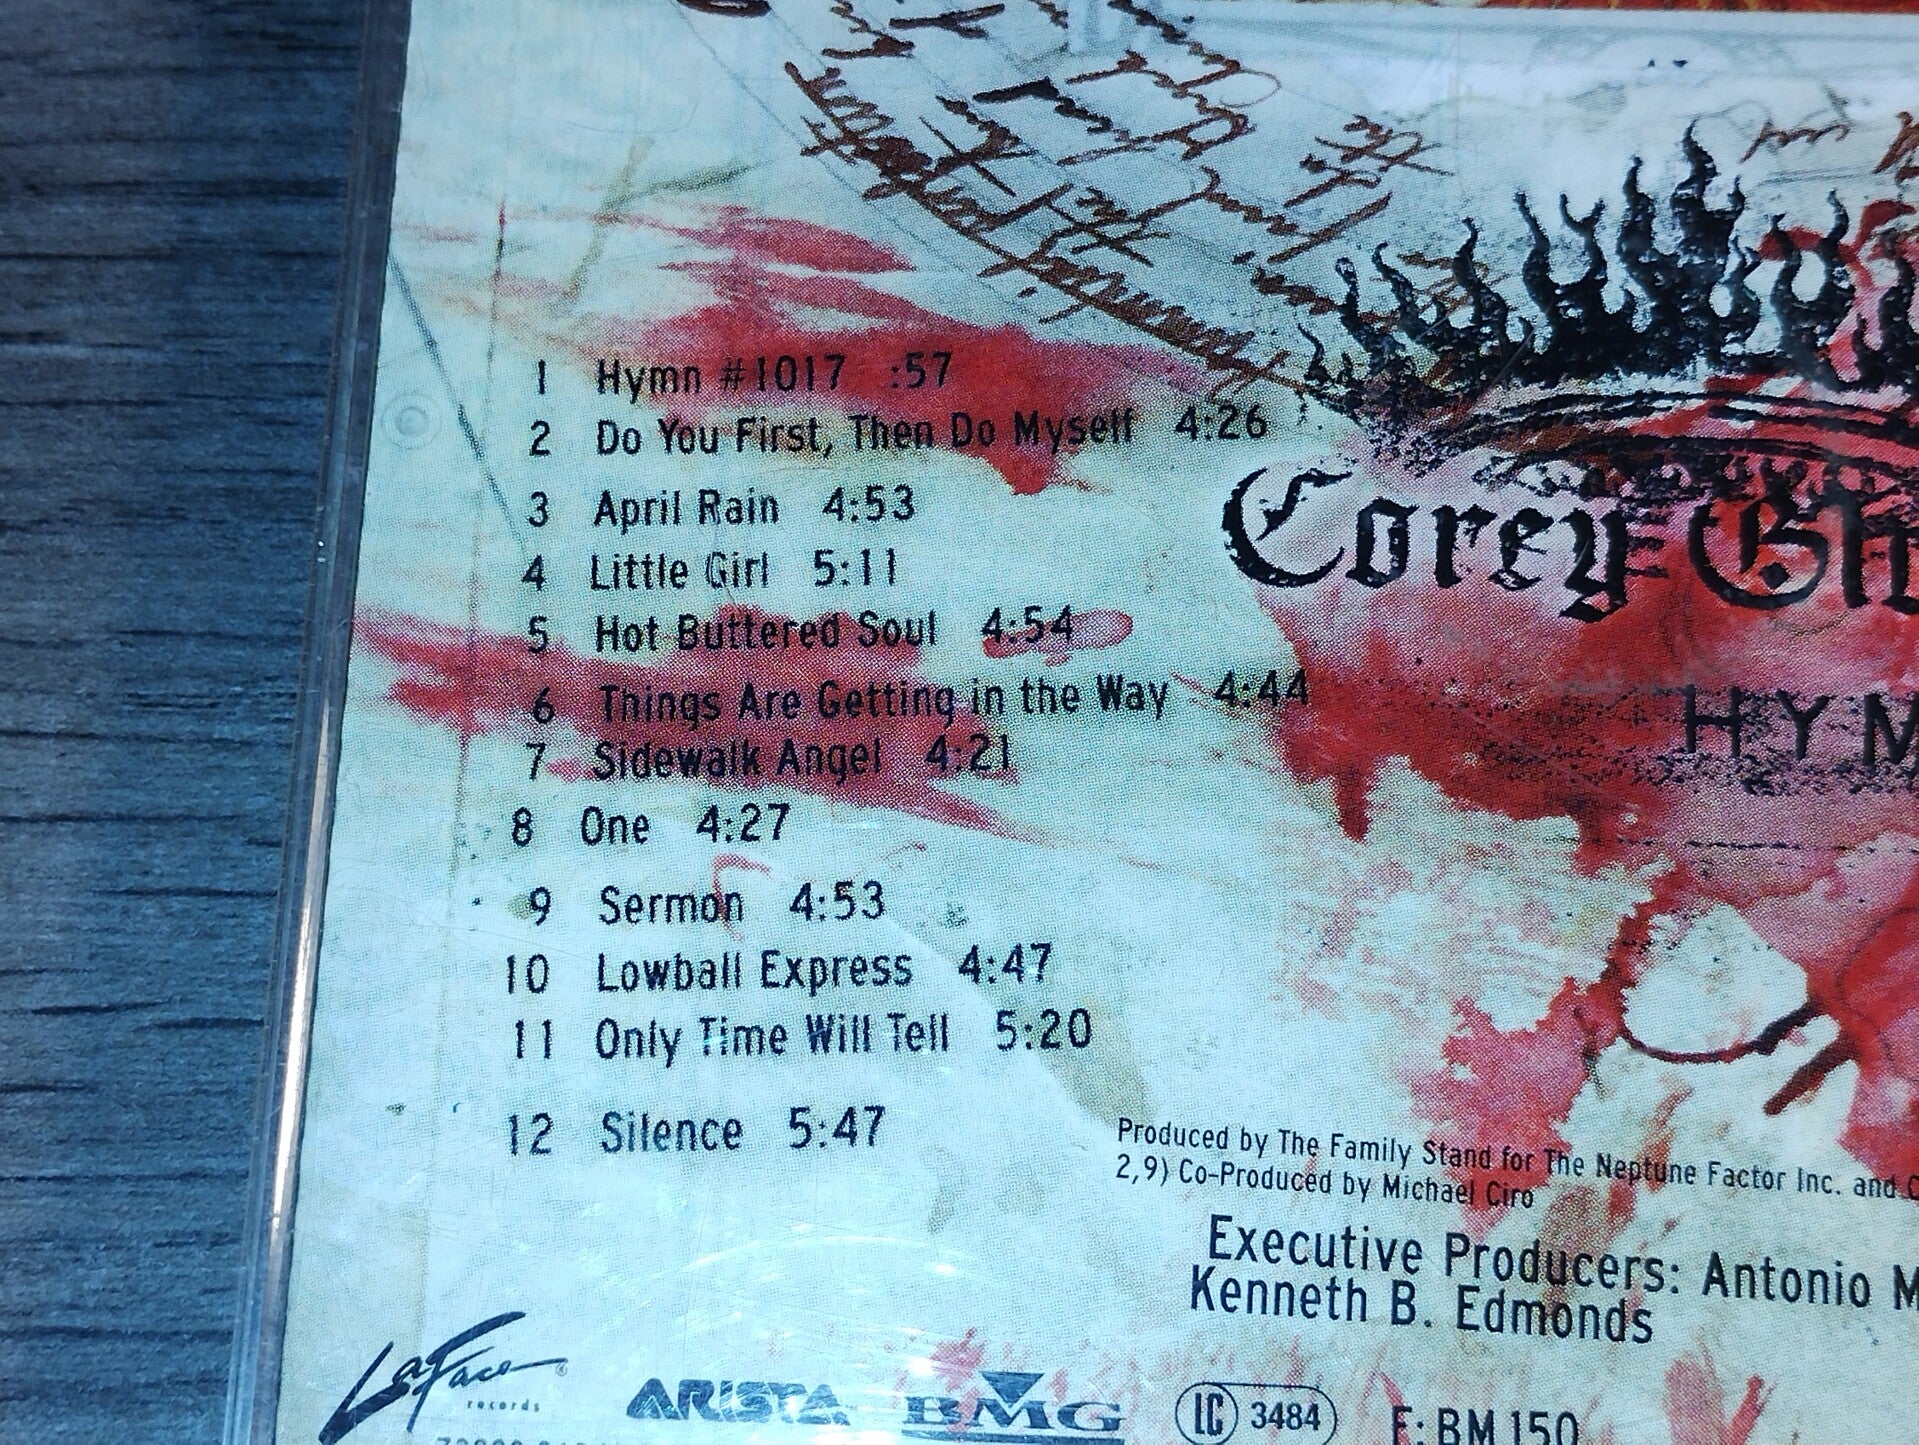 the
1 Hymn #1017 :57
2 Do You First, Then Do Myself 4:26
3 April Rain 4:53
4 Little Girl 5:11
5 Hot Buttered Soul 4:54
6 Things Are Getting in the Way 4:44
7 Sidewalk Angel 4:21
8 One 4:27
9 Sermon 4:53
10 Lowball Express 4:47
11 Only Time Will Tell 5:20
12 Silence 5:47
Corey Gl
HYM
Produced by The Family Stand for The Neptune Factor Inc. and C
2,9) Co-Produced by Michael Ciro
Executive Producers: Antonio M
Kenneth B. Edmonds
LaFace records ARISTA BMG LC 3484 F: BM 150